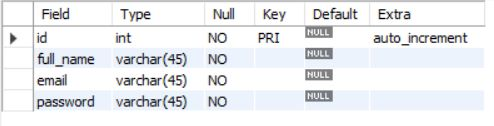 Field Type Null Key Default Extra
id int NO PRI NULL auto_increment
full_name varchar(45) NO NULL
email varchar(45) NO NULL
password varchar(45) NO NULL